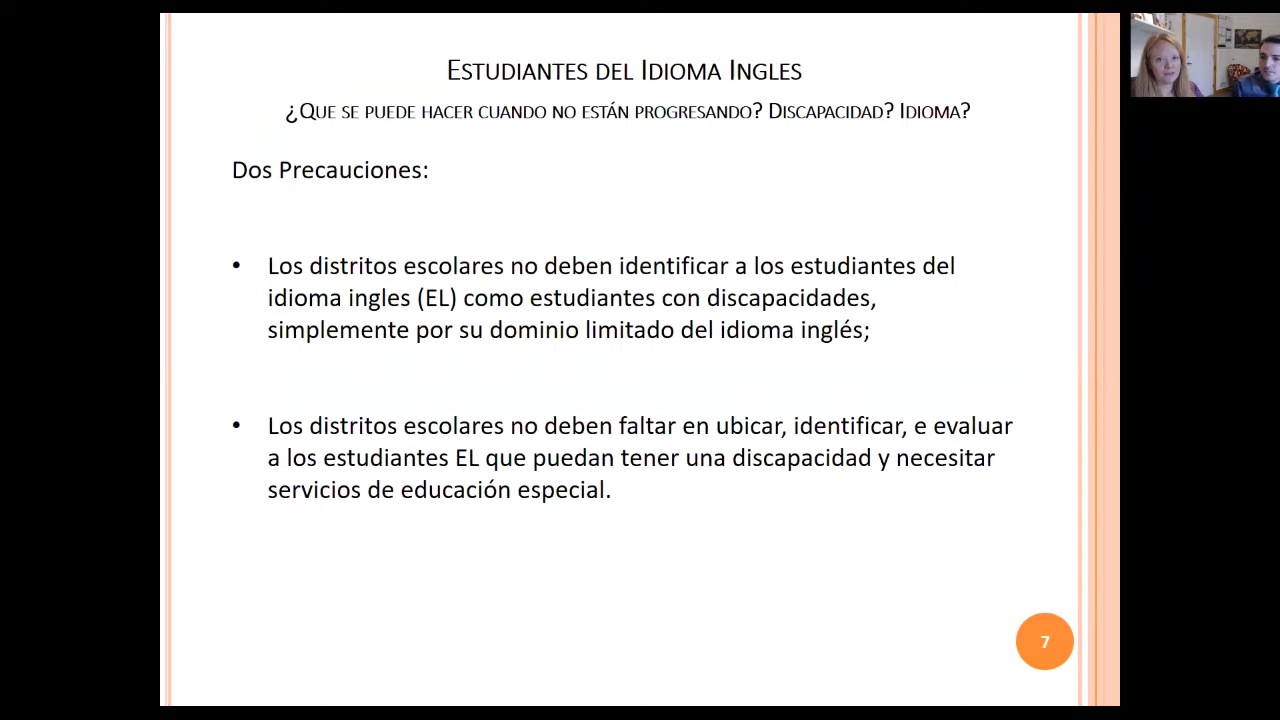 Estudiantes del Idioma Ingles
¿Que se puede hacer cuando no están progresando? Discapacidad? Idioma?
Dos Precauciones:
• Los distritos escolares no deben identificar a los estudiantes del
idioma ingles (EL) como estudiantes con discapacidades,
simplemente por su dominio limitado del idioma inglés;
• Los distritos escolares no deben faltar en ubicar, identificar, e evaluar
a los estudiantes EL que puedan tener una discapacidad y necesitar
servicios de educación especial.
7